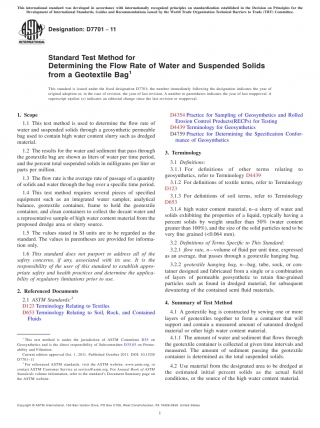 This international standard was developed in accordance with internationally recognized principles on standardization established in the Decision on Principles for the
Development of International Standards, Guides and Recommendations issued by the World Trade Organization Technical Barriers to Trade (TBT) Committee.
Designation: D7701 − 11
Standard Test Method for
Determining the Flow Rate of Water and Suspended Solids
from a Geotextile Bag1
This standard is issued under the fixed designation D7701; the number immediately following the designation indicates the year of
original adoption or, in the case of revision, the year of last revision. A number in parentheses indicates the year of last reapproval. A
superscript epsilon (ε) indicates an editorial change since the last revision or reapproval.
1. Scope
1.1 This test method is used to determine the flow rate of
water and suspended solids through a geosynthetic permeable
bag used to contain high water content slurry such as dredged
material.
1.2 The results for the water and sediment that pass through
the geotextile bag are shown as liters of water per time period,
and the percent total suspended solids in milligrams per liter or
parts per million.
1.3 The flow rate is the average rate of passage of a quantity
of solids and water through the bag over a specific time period.
1.4 This test method requires several pieces of specified
equipment such as an integrated water sampler, analytical
balance, geotextile container, frame to hold the geotextile
container, and clean containers to collect the decant water and
a representative sample of high water content material from the
proposed dredge area or slurry source.
1.5 The values stated in SI units are to be regarded as the
standard. The values in parentheses are provided for informa-
tion only.
1.6 This standard does not purport to address all of the
safety concerns, if any, associated with its use. It is the
responsibility of the user of this standard to establish appro-
priate safety and health practices and determine the applica-
bility of regulatory limitations prior to use.
2. Referenced Documents
2.1 ASTM Standards:2
D123 Terminology Relating to Textiles
D653 Terminology Relating to Soil, Rock, and Contained
Fluids
1 This test method is under the jurisdiction of ASTM Committee D35 on
Geosynthetics and is the direct responsibility of Subcommittee D35.03 on Perme-
ability and Filtration.
Current edition approved Oct. 1, 2011. Published October 2011. DOI: 10.1520/
D7701–11.
2 For referenced ASTM standards, visit the ASTM website, www.astm.org, or
contact ASTM Customer Service at service@astm.org. For Annual Book of ASTM
Standards volume information, refer to the standard's Document Summary page on
the ASTM website.
D4354 Practice for Sampling of Geosynthetics and Rolled
Erosion Control Products(RECPs) for Testing
D4439 Terminology for Geosynthetics
D4759 Practice for Determining the Specification Confor-
mance of Geosynthetics
3. Terminology
3.1 Definitions:
3.1.1 For definitions of other terms relating to
geosynthetics, refer to Terminology D4439
3.1.2 For definitions of textile terms, refer to Terminology
D123
3.1.3 For definitions of soil terms, refer to Terminology
D653
3.1.4 high water content material, n—a slurry of water and
solids exhibiting the properties of a liquid, typically having a
percent solids by weight smaller than 50% (water content
greater than 100%), and the size of the solid particles tend to be
very fine grained (<0.064 mm).
3.2 Definitions of Terms Specific to This Standard:
3.2.1 flow rate, n—volume of fluid per unit time, expressed
as an average, that passes through a geotextile hanging bag.
3.2.2 geotextile hanging bag, n—bag, tube, sock, or con-
tainer designed and fabricated from a single or a combination
of layers of permeable geosynthetics to retain fine-grained
particles such as found in dredged material, for subsequent
dewatering of the contained semi fluid materials.
4. Summary of Test Method
4.1 A geotextile bag is constructed by sewing one or more
layers of geotextiles together to form a container that will
support and contain a measured amount of saturated dredged
material or other high water content material.
4.1.1 The amount of water and sediment that flows through
the geotextile container is collected at given time intervals and
measured. The amount of sediment passing the geotextile
container is determined as the total suspended solids.
4.2 Use material from the designated area to be dredged at
the estimated initial percent solids as the actual field
conditions, or the source of the high water content material.
Copyright © ASTM International, 100 Barr Harbor Drive, PO Box C700, West Conshohocken, PA 19428-2959. United States
1